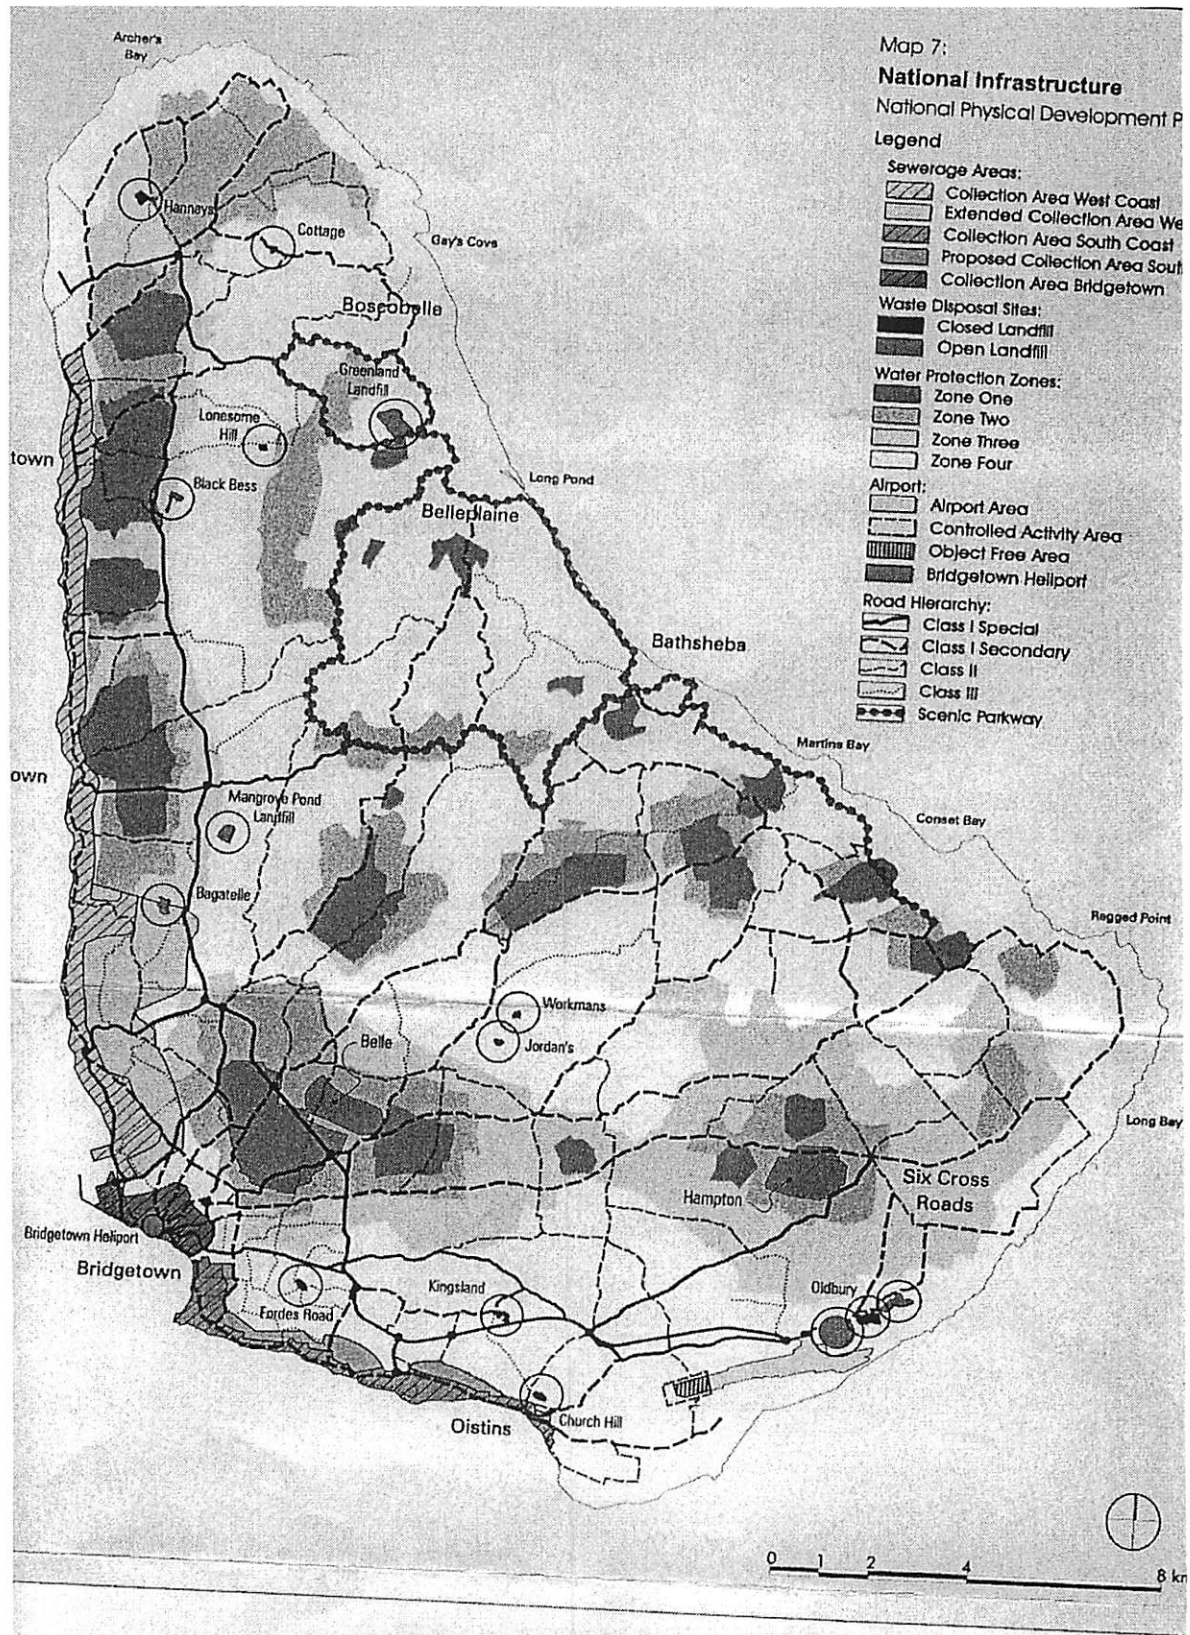 Map 7:
National Infrastructure
National Physical Development P
Legend
Sewerage Areas:
Collection Area West Coast
Extended Collection Area We
Collection Area South Coast
Proposed Collection Area Sout
Collection Area Bridgetown
Waste Disposal Sites:
Closed Landfill
Open Landfill
Water Protection Zones:
Zone One
Zone Two
Zone Three
Zone Four
Airport:
Airport Area
Controlled Activity Area
Object Free Area
Bridgetown Heliport
Road Hierarchy:
Class I Special
Class I Secondary
Class II
Class III
Scenic Parkway
Archer's
Bay
Hannays
Cottage
Gay's Cove
Boscobelle
Greenland
Landfill
Lonesome
Hill
town
Black Bess
Long Pond
Belleplaine
Bathsheba
Martins Bay
own
Mangrove Pond
Landfill
Conset Bay
Bagatelle
Ragged Point
Workmans
Jordan's
Belle
Long Bay
Six Cross
Roads
Hampton
Bridgetown Heliport
Bridgetown
Kingsland
Oldbury
Fordes Road
Church Hill
Oistins
0 1 2 4 8 km